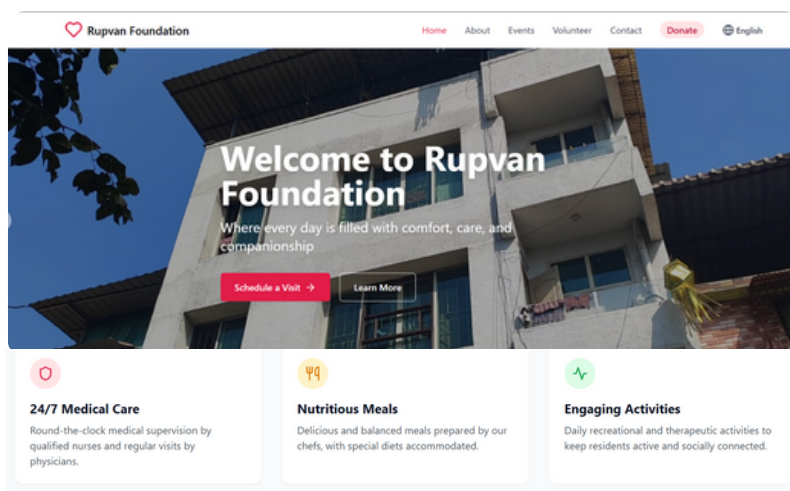 Rupvan Foundation
Home
About
Events
Volunteer
Contact
Donate
English
Welcome to Rupvan
Foundation
Where every day is filled with comfort, care, and
companionship
Schedule a Visit →
Learn More
24/7 Medical Care
Round-the-clock medical supervision by
qualified nurses and regular visits by
physicians.
Nutritious Meals
Delicious and balanced meals prepared by our
chefs, with special diets accommodated.
Engaging Activities
Daily recreational and therapeutic activities to
keep residents active and socially connected.